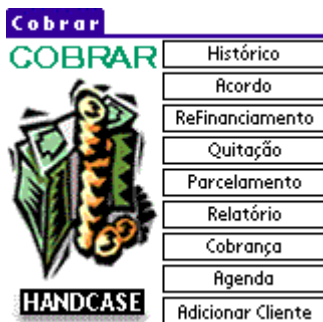 Cobrar
COBRAR
Histórico
Acordo
ReFinanciamento
Quitação
Parcelamento
Relatório
Cobrança
Agenda
Adicionar Cliente
HANDCASE